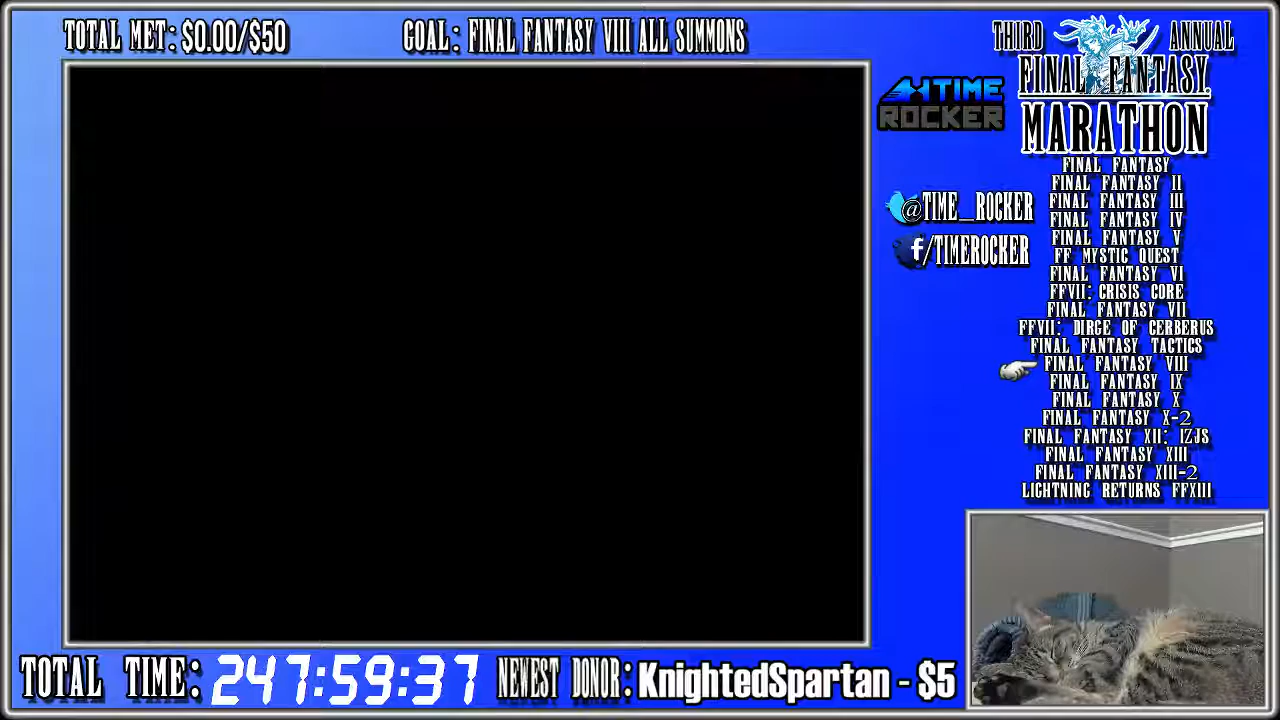 TOTAL MET: $0.00/$50
GOAL: FINAL FANTASY VIII ALL SUMMONS
THIRD ANNUAL
FINAL FANTASY
MARATHON
TIME
ROCKER
@TIME_ROCKER
f/TIMEROCKER
FINAL FANTASY
FINAL FANTASY II
FINAL FANTASY III
FINAL FANTASY IV
FINAL FANTASY V
FF MYSTIC QUEST
FINAL FANTASY VI
FFVII: CRISIS CORE
FINAL FANTASY VII
FFVII: DIRGE OF CERBERUS
FINAL FANTASY TACTICS
FINAL FANTASY VIII
FINAL FANTASY IX
FINAL FANTASY X
FINAL FANTASY X-2
FINAL FANTASY XII: IZJS
FINAL FANTASY XIII
FINAL FANTASY XIII-2
LIGHTNING RETURNS FFXIII
TOTAL TIME: 247:59:37
NEWEST DONOR: KnightedSpartan - $5